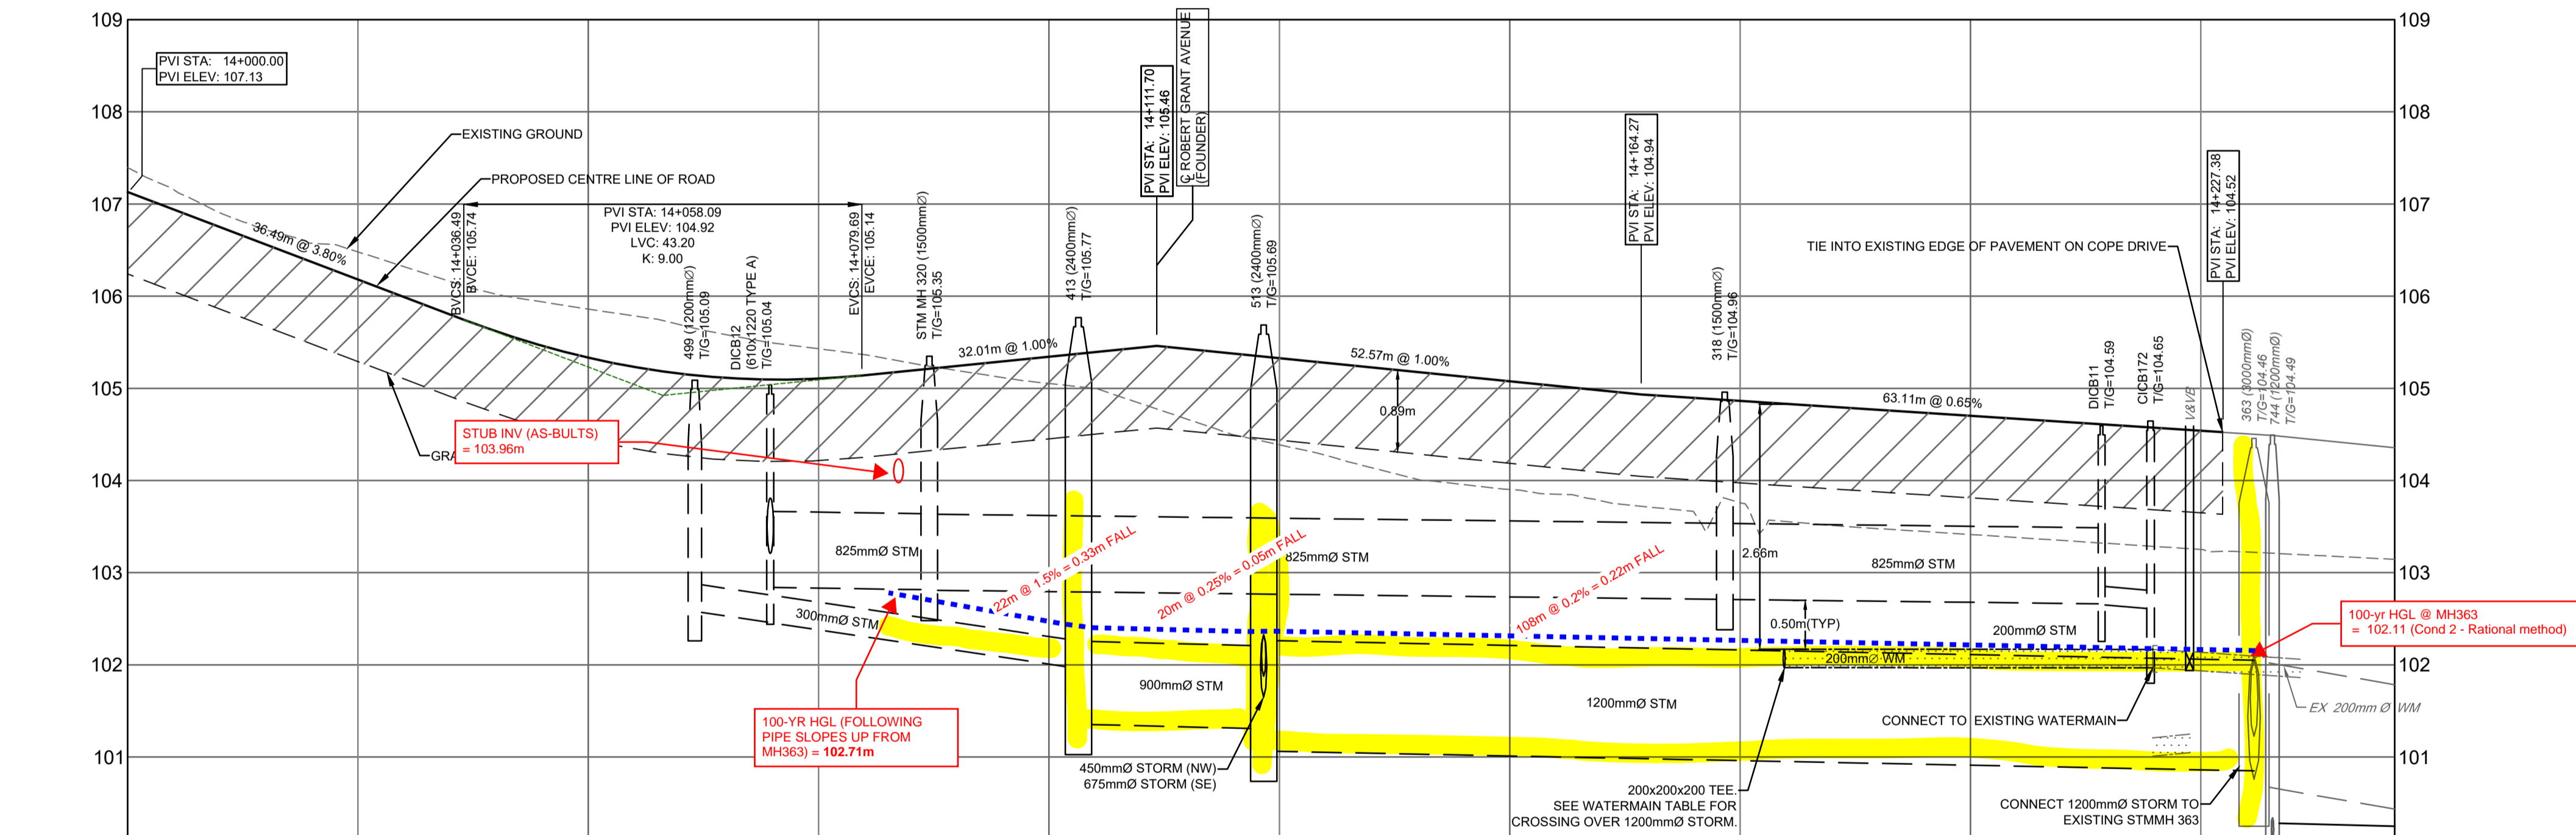 109
108
107
106
105
104
103
102
101
PVI STA: 14+000.00
PVI ELEV: 107.13
EXISTING GROUND
PROPOSED CENTRE LINE OF ROAD
36.49m @ 3.80%
BVCS: 14+036.49
BVCE: 105.74
PVI STA: 14+058.09
PVI ELEV: 104.92
LVC: 43.20
K: 9.00
EVCS: 14+079.69
EVCE: 105.14
499 (1200mmØ)
T/G=105.09
DICB12
(610x1220 TYPE A)
T/G=105.04
STM MH 320 (1500mmØ)
T/G=105.35
32.01m @ 1.00%
413 (2400mmØ)
T/G=105.77
PVI STA: 14+111.70
PVI ELEV: 105.46
℄ ROBERT GRANT AVENUE
(FOUNDER)
513 (2400mmØ)
T/G=105.69
52.57m @ 1.00%
0.89m
PVI STA: 14+164.27
PVI ELEV: 104.94
318 (1500mmØ)
T/G=104.96
63.11m @ 0.65%
TIE INTO EXISTING EDGE OF PAVEMENT ON COPE DRIVE
DICB11
T/G=104.59
CICB172
T/G=104.65
V&VB
PVI STA: 14+227.38
PVI ELEV: 104.52
363 (3000mmØ)
T/G=104.46
744 (1200mmØ)
T/G=104.49
STUB INV (AS-BULTS)
= 103.96m
GRA
825mmØ STM
300mmØ STM
22m @ 1.5% = 0.33m FALL
20m @ 0.25% = 0.05m FALL
825mmØ STM
108m @ 0.2% = 0.22m FALL
2.66m
825mmØ STM
0.50m(TYP)
200mmØ STM
200mmØ WM
900mmØ STM
1200mmØ STM
100-yr HGL @ MH363
= 102.11 (Cond 2 - Rational method)
EX 200mm Ø WM
CONNECT TO EXISTING WATERMAIN
100-YR HGL (FOLLOWING
PIPE SLOPES UP FROM
MH363) = 102.71m
450mmØ STORM (NW)
675mmØ STORM (SE)
200x200x200 TEE.
SEE WATERMAIN TABLE FOR
CROSSING OVER 1200mmØ STORM.
CONNECT 1200mmØ STORM TO
EXISTING STMMH 363
109
108
107
106
105
104
103
102
101